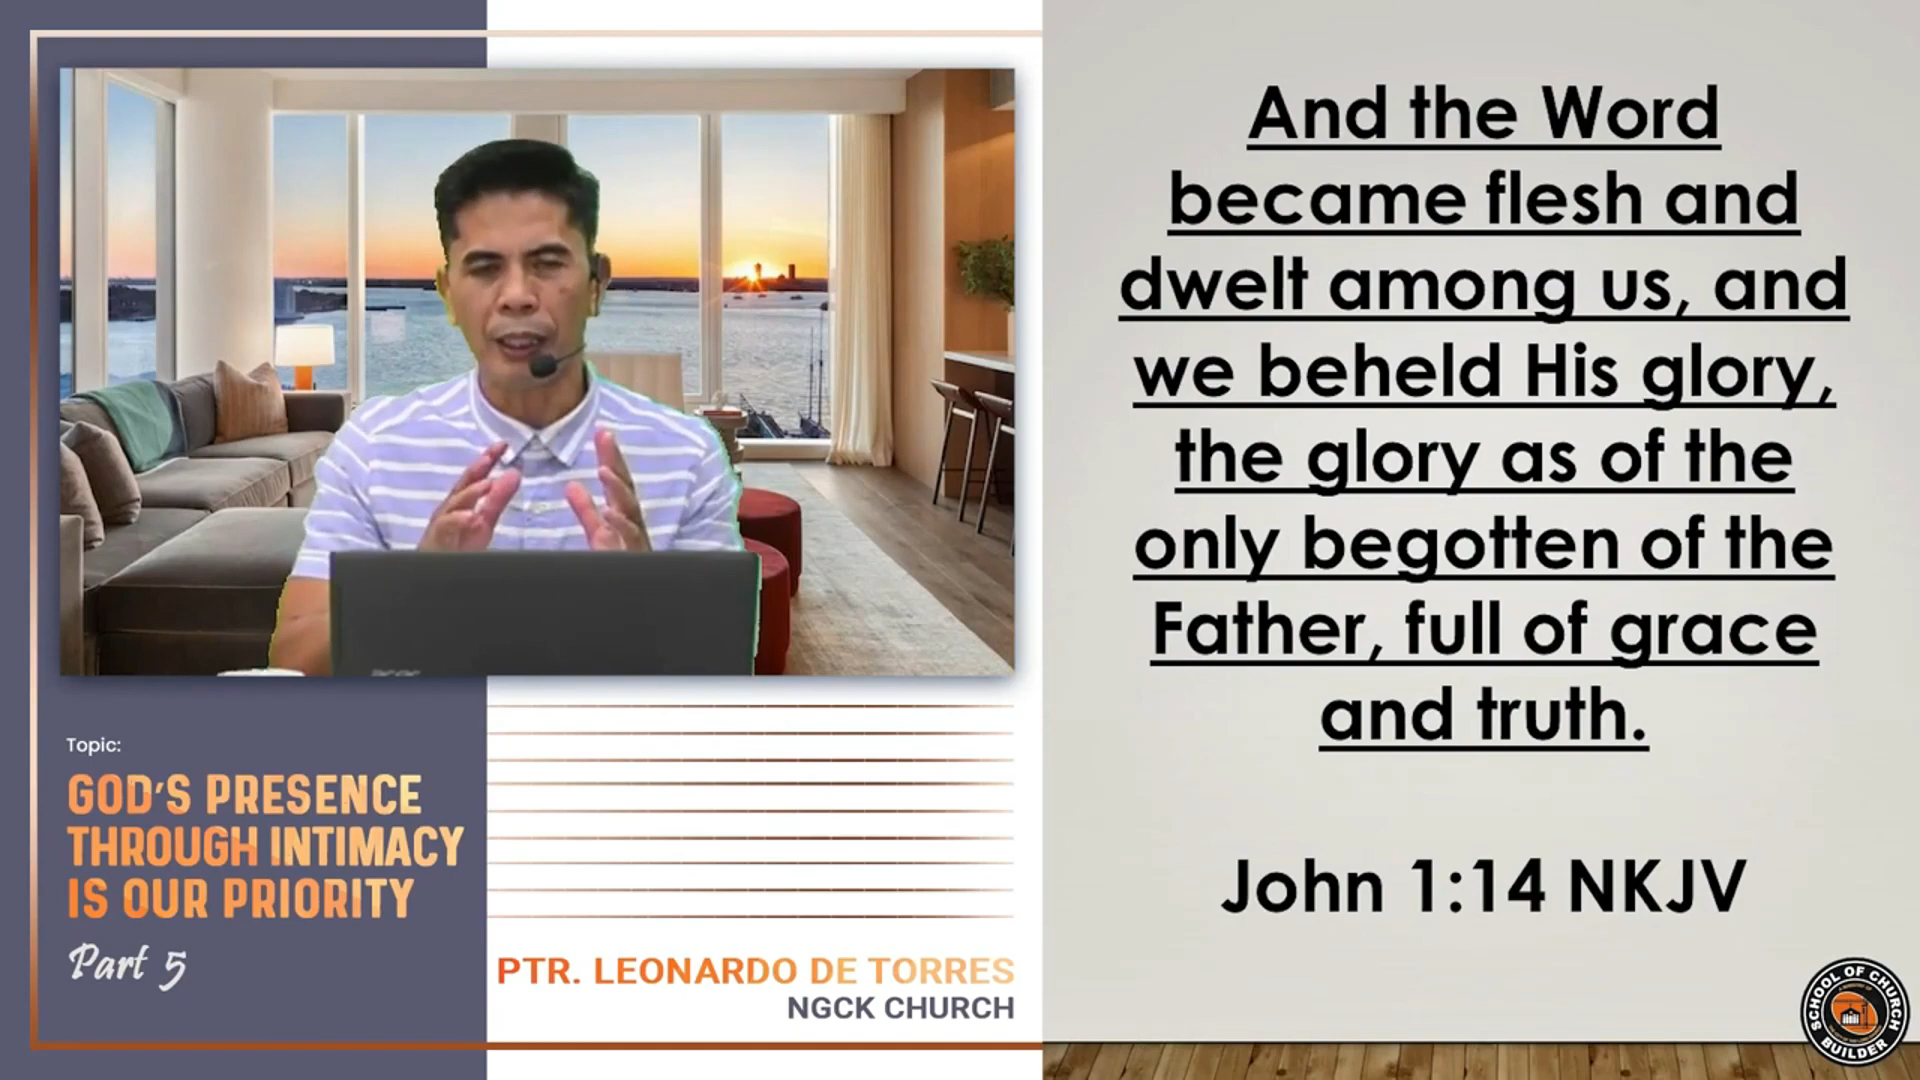 Topic:
GOD'S PRESENCE
THROUGH INTIMACY
IS OUR PRIORITY
Part 5
PTR. LEONARDO DE TORRES
NGCK CHURCH
And the Word
became flesh and
dwelt among us, and
we beheld His glory,
the glory as of the
only begotten of the
Father, full of grace
and truth.
John 1:14 NKJV
SCHOOL OF CHURCH
BUILDER